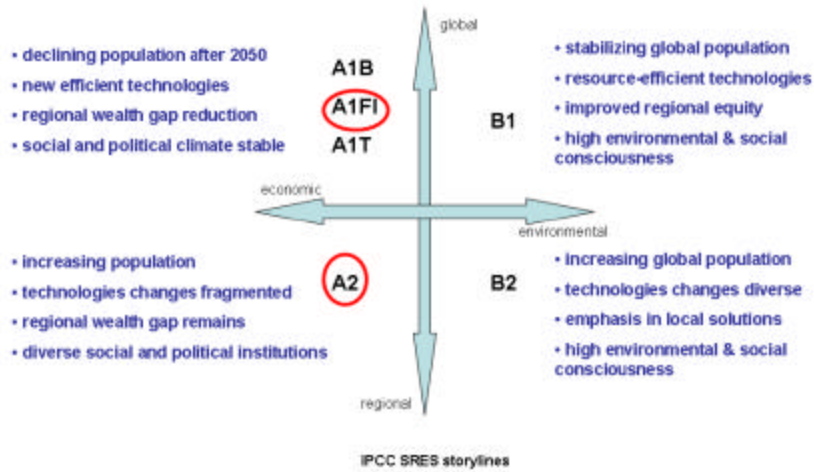 global
• declining population after 2050
• new efficient technologies
• regional wealth gap reduction
• social and political climate stable
A1B
A1FI
A1T
B1
• stabilizing global population
• resource-efficient technologies
• improved regional equity
• high environmental & social
consciousness
economic
environmental
• increasing population
• technologies changes fragmented
• regional wealth gap remains
• diverse social and political institutions
A2
B2
• increasing global population
• technologies changes diverse
• emphasis in local solutions
• high environmental & social
consciousness
regional
IPCC SRES storylines